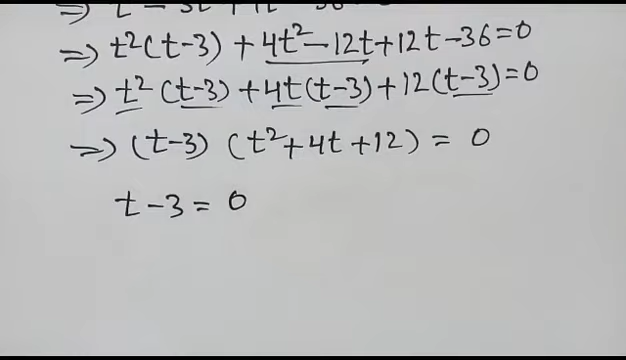 ⇒ t²(t-3) + 4t² - 12t + 12t - 36 = 0
⇒ t² (t-3) + 4t (t-3) + 12 (t-3) = 0
⇒ (t-3) (t² + 4t + 12) = 0
t - 3 = 0